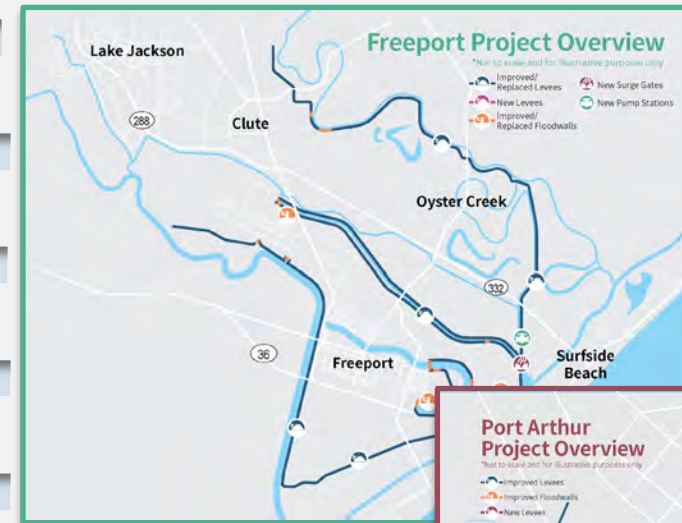 Freeport Project Overview
*Not to scale and for illustrative purposes only
Improved/
Replaced Levees
New Levees
Improved/
Replaced Floodwalls
New Surge Gates
New Pump Stations
Lake Jackson
288
Clute
Oyster Creek
332
36
Freeport
Surfside
Beach
Port Arthur
Project Overview
*Not to scale and for illustrative purposes only
Improved Levees
Improved Floodwalls
New Levees